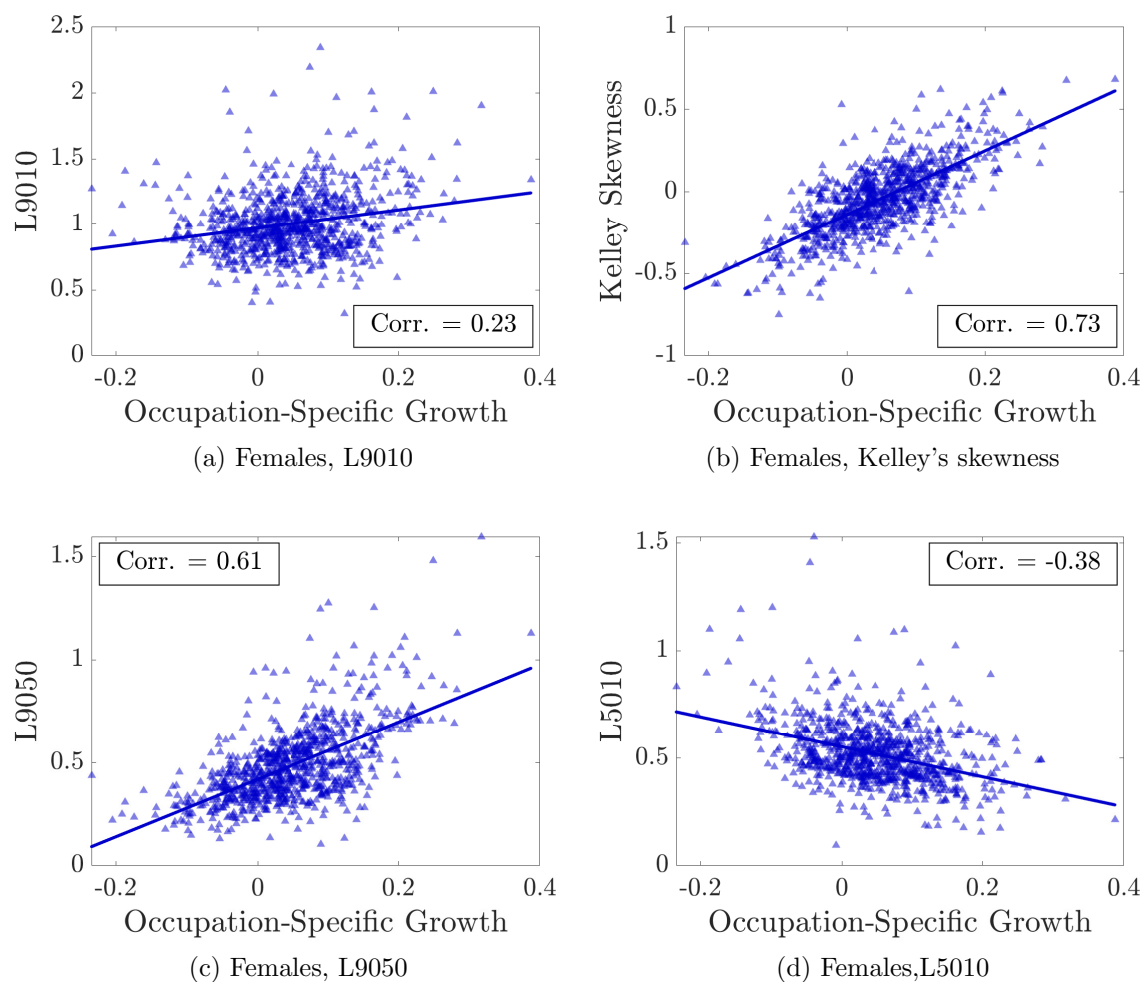 2.5
2
1.5
1
0.5
0
L9010
Corr. = 0.23
-0.2 0 0.2 0.4
Occupation-Specific Growth
(a) Females, L9010
1
0.5
0
-0.5
-1
Kelley Skewness
Corr. = 0.73
-0.2 0 0.2 0.4
Occupation-Specific Growth
(b) Females, Kelley's skewness
1.5
1
0.5
0
L9050
Corr. = 0.61
-0.2 0 0.2 0.4
Occupation-Specific Growth
(c) Females, L9050
1.5
1
0.5
0
L5010
Corr. = -0.38
-0.2 0 0.2 0.4
Occupation-Specific Growth
(d) Females,L5010